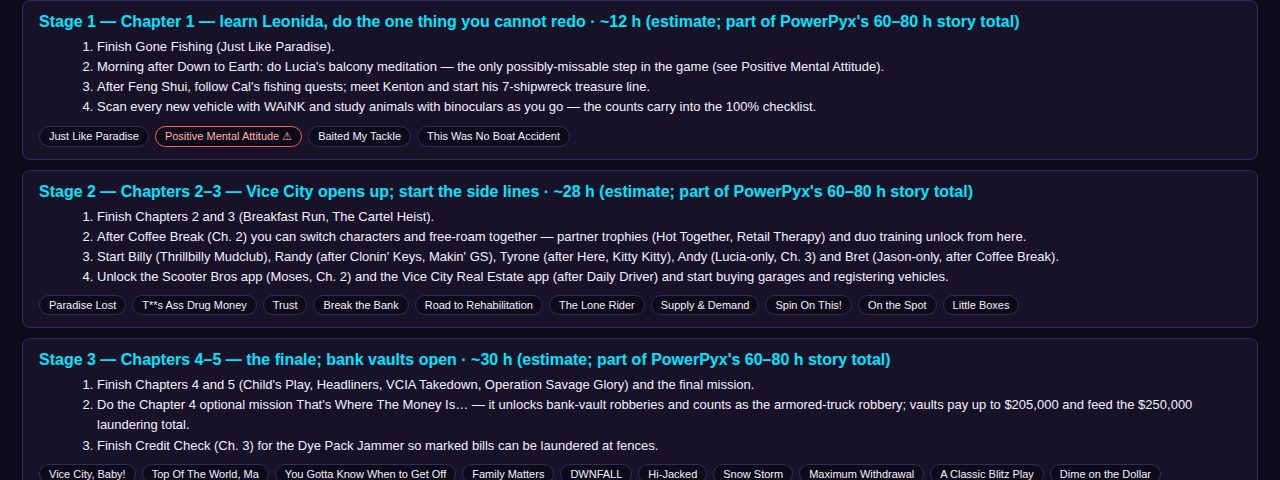 Stage 1 — Chapter 1 — learn Leonida, do the one thing you cannot redo · ~12 h (estimate; part of PowerPyx's 60–80 h story total)
1. Finish Gone Fishing (Just Like Paradise).
2. Morning after Down to Earth: do Lucia's balcony meditation — the only possibly-missable step in the game (see Positive Mental Attitude).
3. After Feng Shui, follow Cal's fishing quests; meet Kenton and start his 7-shipwreck treasure line.
4. Scan every new vehicle with WAiNK and study animals with binoculars as you go — the counts carry into the 100% checklist.
Just Like Paradise Positive Mental Attitude ⚠ Baited My Tackle This Was No Boat Accident
Stage 2 — Chapters 2–3 — Vice City opens up; start the side lines · ~28 h (estimate; part of PowerPyx's 60–80 h story total)
1. Finish Chapters 2 and 3 (Breakfast Run, The Cartel Heist).
2. After Coffee Break (Ch. 2) you can switch characters and free-roam together — partner trophies (Hot Together, Retail Therapy) and duo training unlock from here.
3. Start Billy (Thrillbilly Mudclub), Randy (after Clonin' Keys, Makin' GS), Tyrone (after Here, Kitty Kitty), Andy (Lucia-only, Ch. 3) and Bret (Jason-only, after Coffee Break).
4. Unlock the Scooter Bros app (Moses, Ch. 2) and the Vice City Real Estate app (after Daily Driver) and start buying garages and registering vehicles.
Paradise Lost T**s Ass Drug Money Trust Break the Bank Road to Rehabilitation The Lone Rider Supply & Demand Spin On This! On the Spot Little Boxes
Stage 3 — Chapters 4–5 — the finale; bank vaults open · ~30 h (estimate; part of PowerPyx's 60–80 h story total)
1. Finish Chapters 4 and 5 (Child's Play, Headliners, VCIA Takedown, Operation Savage Glory) and the final mission.
2. Do the Chapter 4 optional mission That's Where The Money Is… — it unlocks bank-vault robberies and counts as the armored-truck robbery; vaults pay up to $205,000 and feed the $250,000
laundering total.
3. Finish Credit Check (Ch. 3) for the Dye Pack Jammer so marked bills can be laundered at fences.
Vice City, Baby! Top Of The World, Ma You Gotta Know When to Get Off Family Matters DWNFALL Hi-Jacked Snow Storm Maximum Withdrawal A Classic Blitz Play Dime on the Dollar